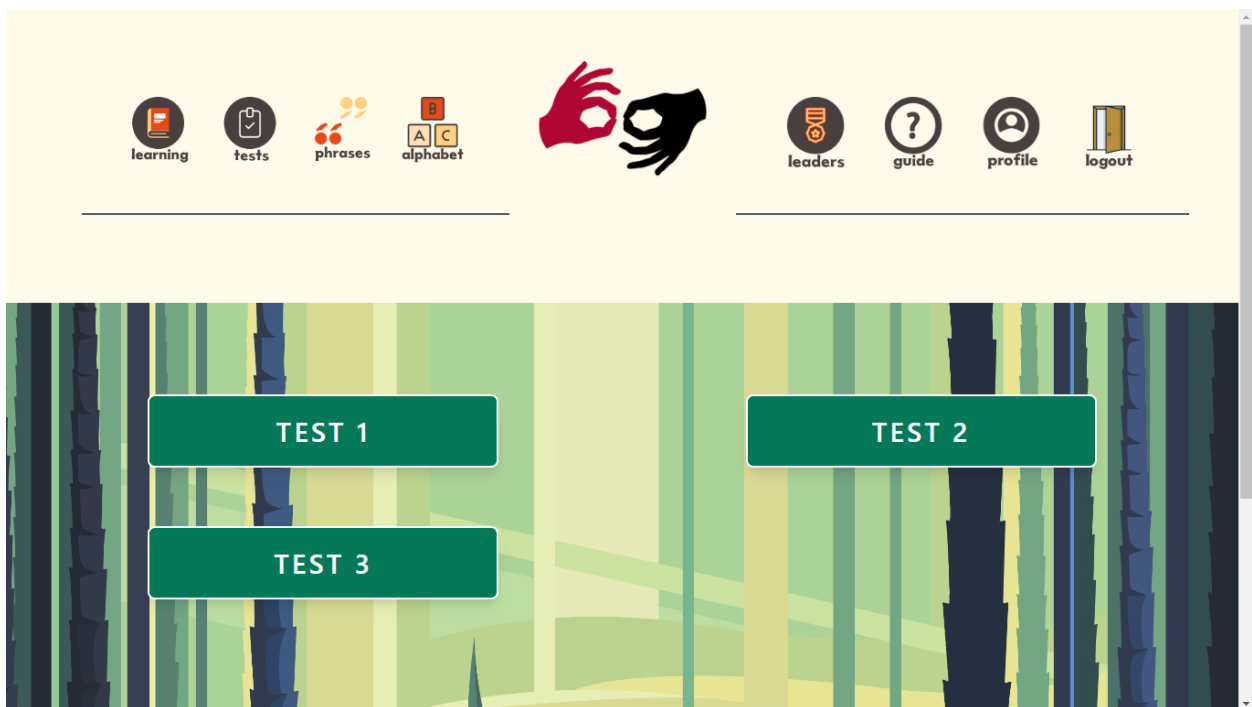 learning tests phrases B A C alphabet leaders ? guide profile logout
TEST 1 TEST 2
TEST 3